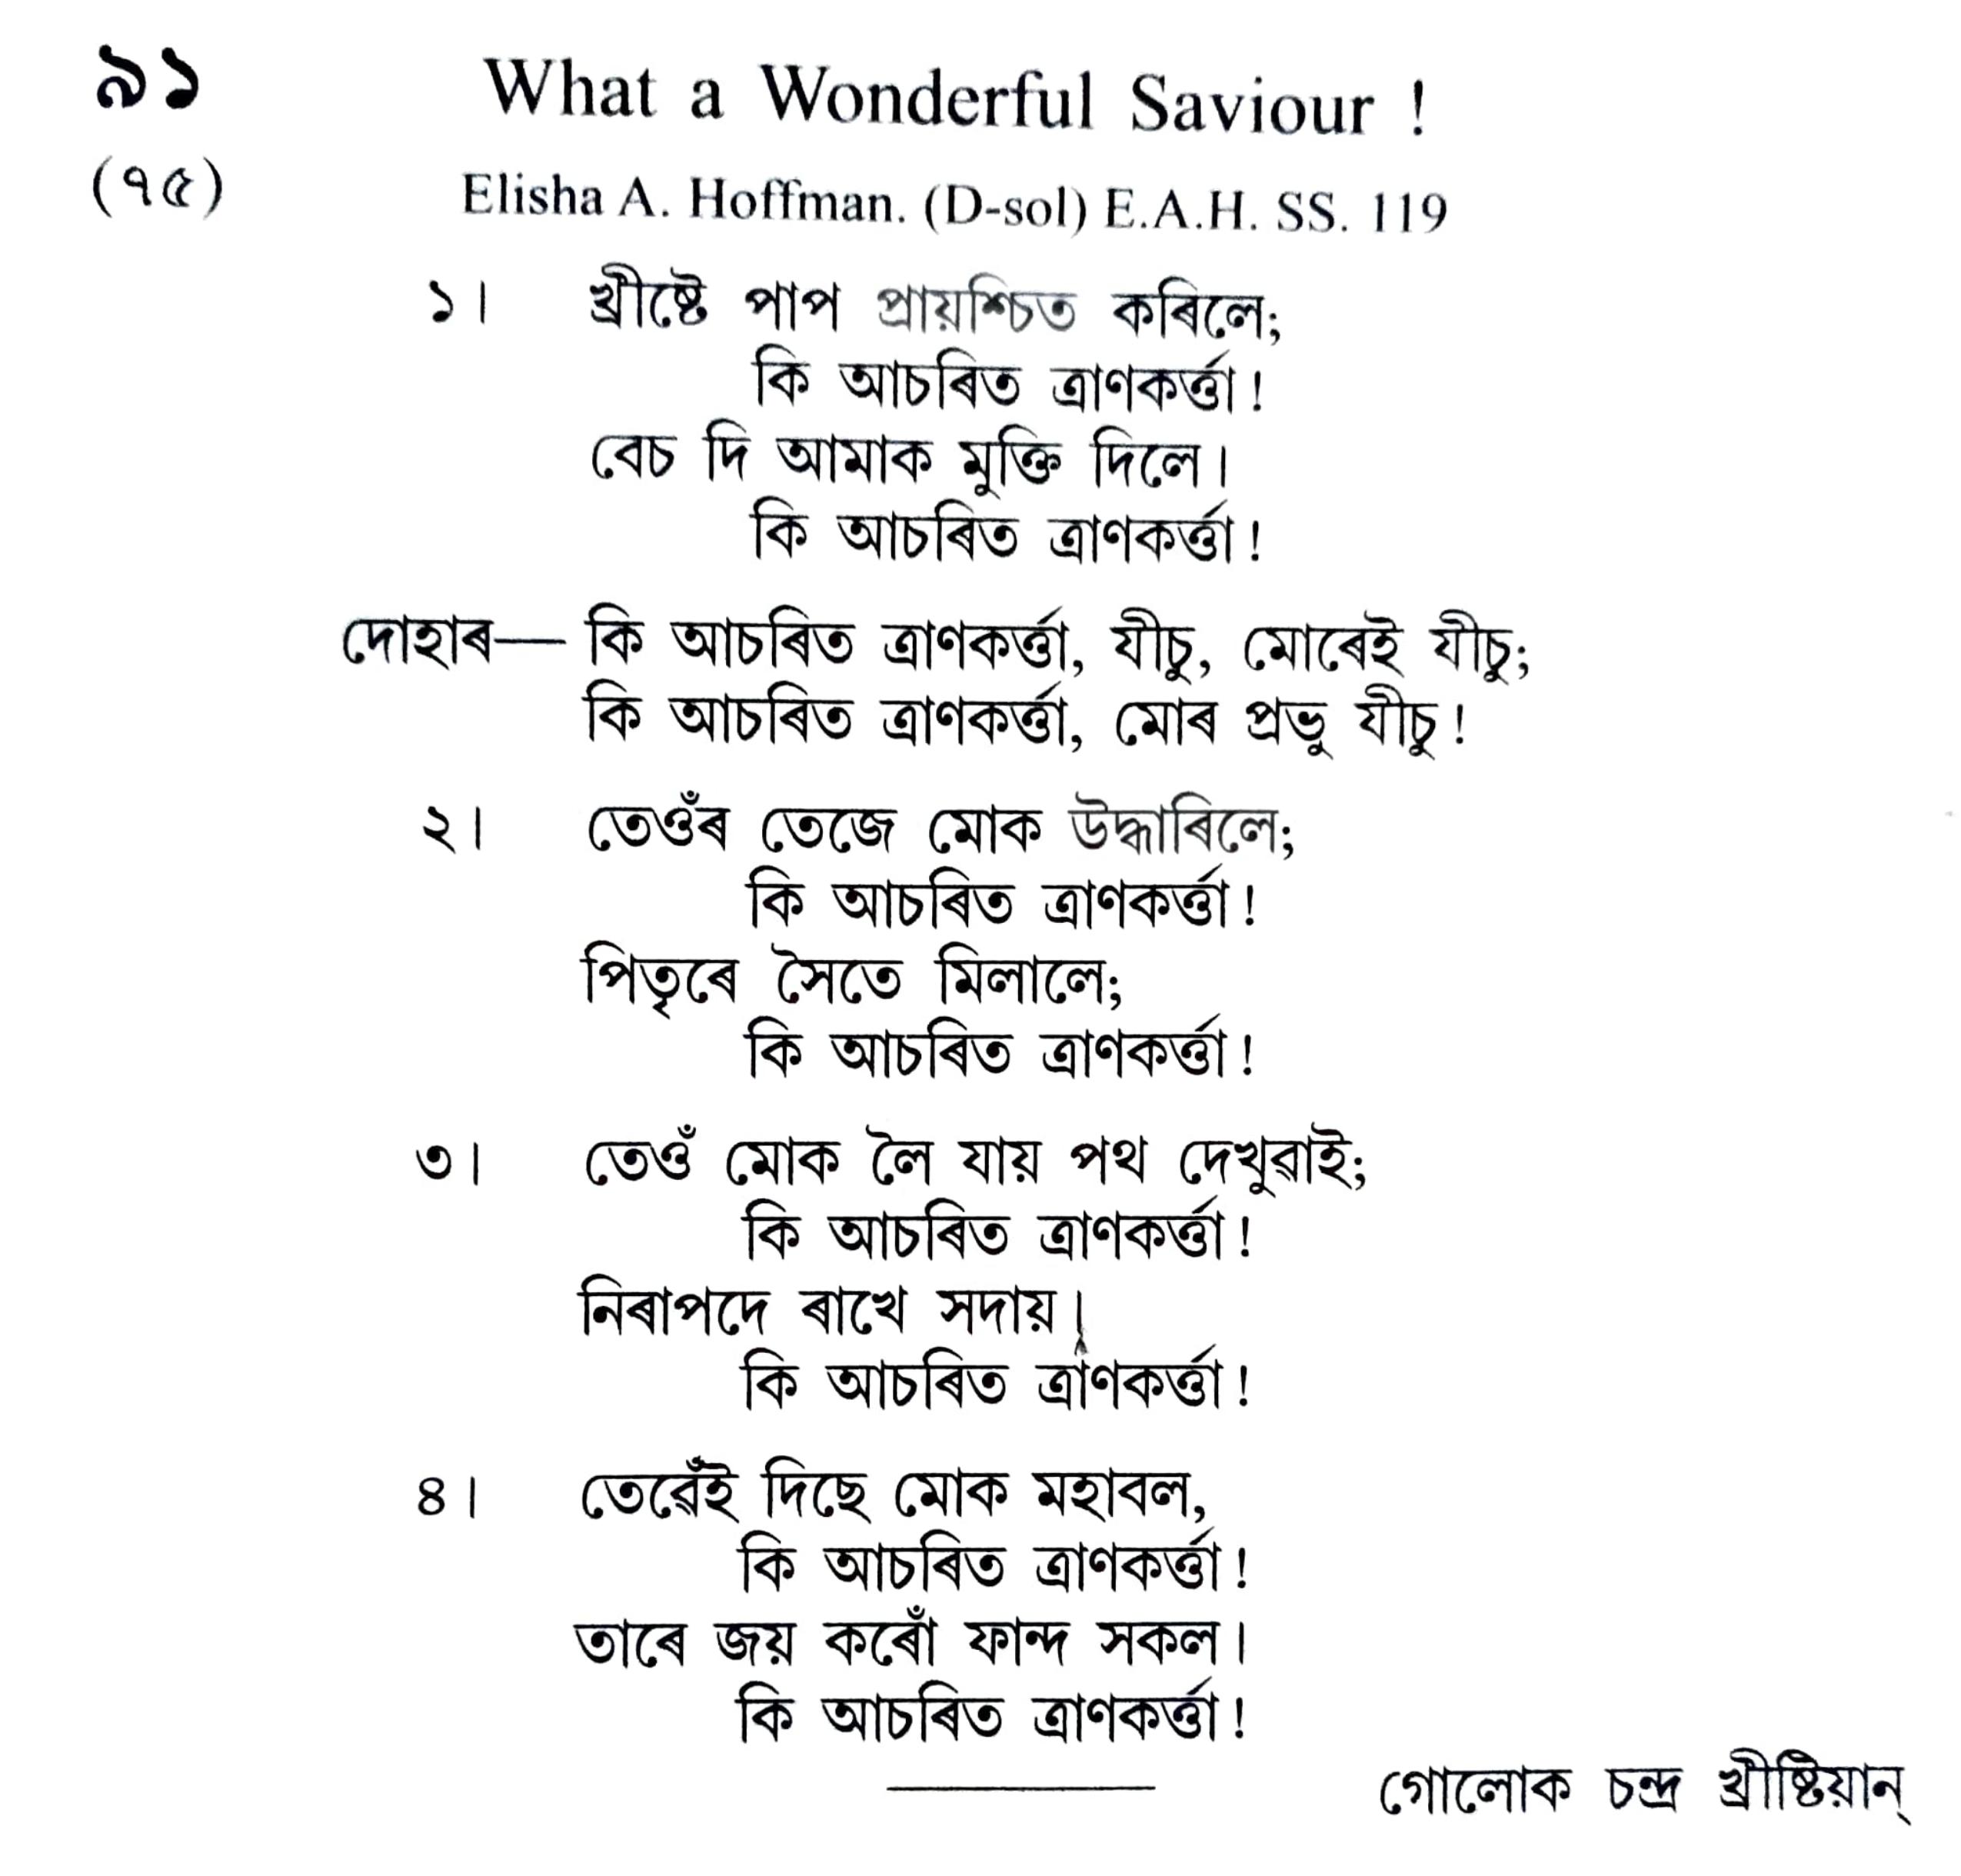 ৯১
What a Wonderful Saviour !
(৭৫)
Elisha A. Hoffman. (D-sol) E.A.H. SS. 119
১।	খ্ৰীষ্টে পাপ প্ৰায়শ্চিত কৰিলে;
কি আচৰিত ত্ৰাণকৰ্ত্তা!
বেচ দি আমাক মুক্তি দিলে।
কি আচৰিত ত্ৰাণকৰ্ত্তা!
দোহাৰ— কি আচৰিত ত্ৰাণকৰ্ত্তা, যীচু, মোৰেই যীচু;
কি আচৰিত ত্ৰাণকৰ্ত্তা, মোৰ প্ৰভু যীচু!
২।	তেওঁৰ তেজে মোক উদ্ধাৰিলে;
কি আচৰিত ত্ৰাণকৰ্ত্তা!
পিতৃৰে সৈতে মিলালে;
কি আচৰিত ত্ৰাণকৰ্ত্তা!
৩।	তেওঁ মোক লৈ যায় পথ দেখুৱাই;
কি আচৰিত ত্ৰাণকৰ্ত্তা!
নিৰাপদে ৰাখে সদায়।
কি আচৰিত ত্ৰাণকৰ্ত্তা!
৪।	তেৱেঁই দিছে মোক মহাবল,
কি আচৰিত ত্ৰাণকৰ্ত্তা!
তাৰে জয় কৰোঁ ফান্দ সকল।
কি আচৰিত ত্ৰাণকৰ্ত্তা!
গোলোক চন্দ্ৰ খ্ৰীষ্টিয়ান্